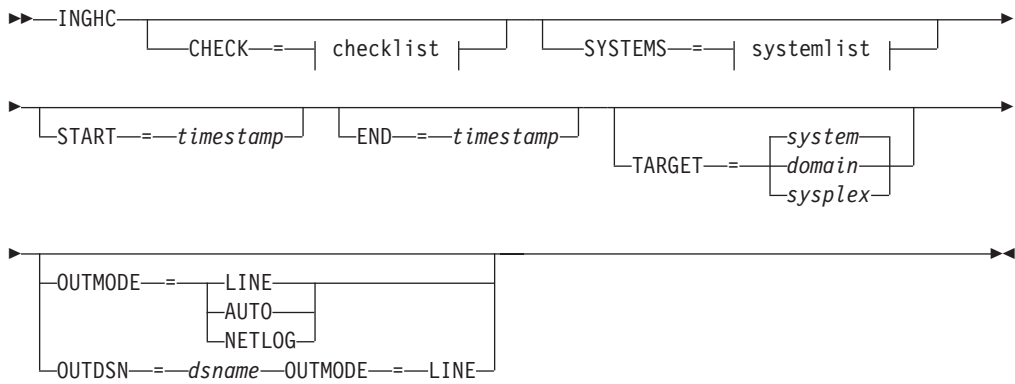 INGHC
CHECK = checklist SYSTEMS = systemlist
START = timestamp END = timestamp system
TARGET = domain
sysplex
OUTMODE = LINE
AUTO
NETLOG
OUTDSN = dsname OUTMODE = LINE